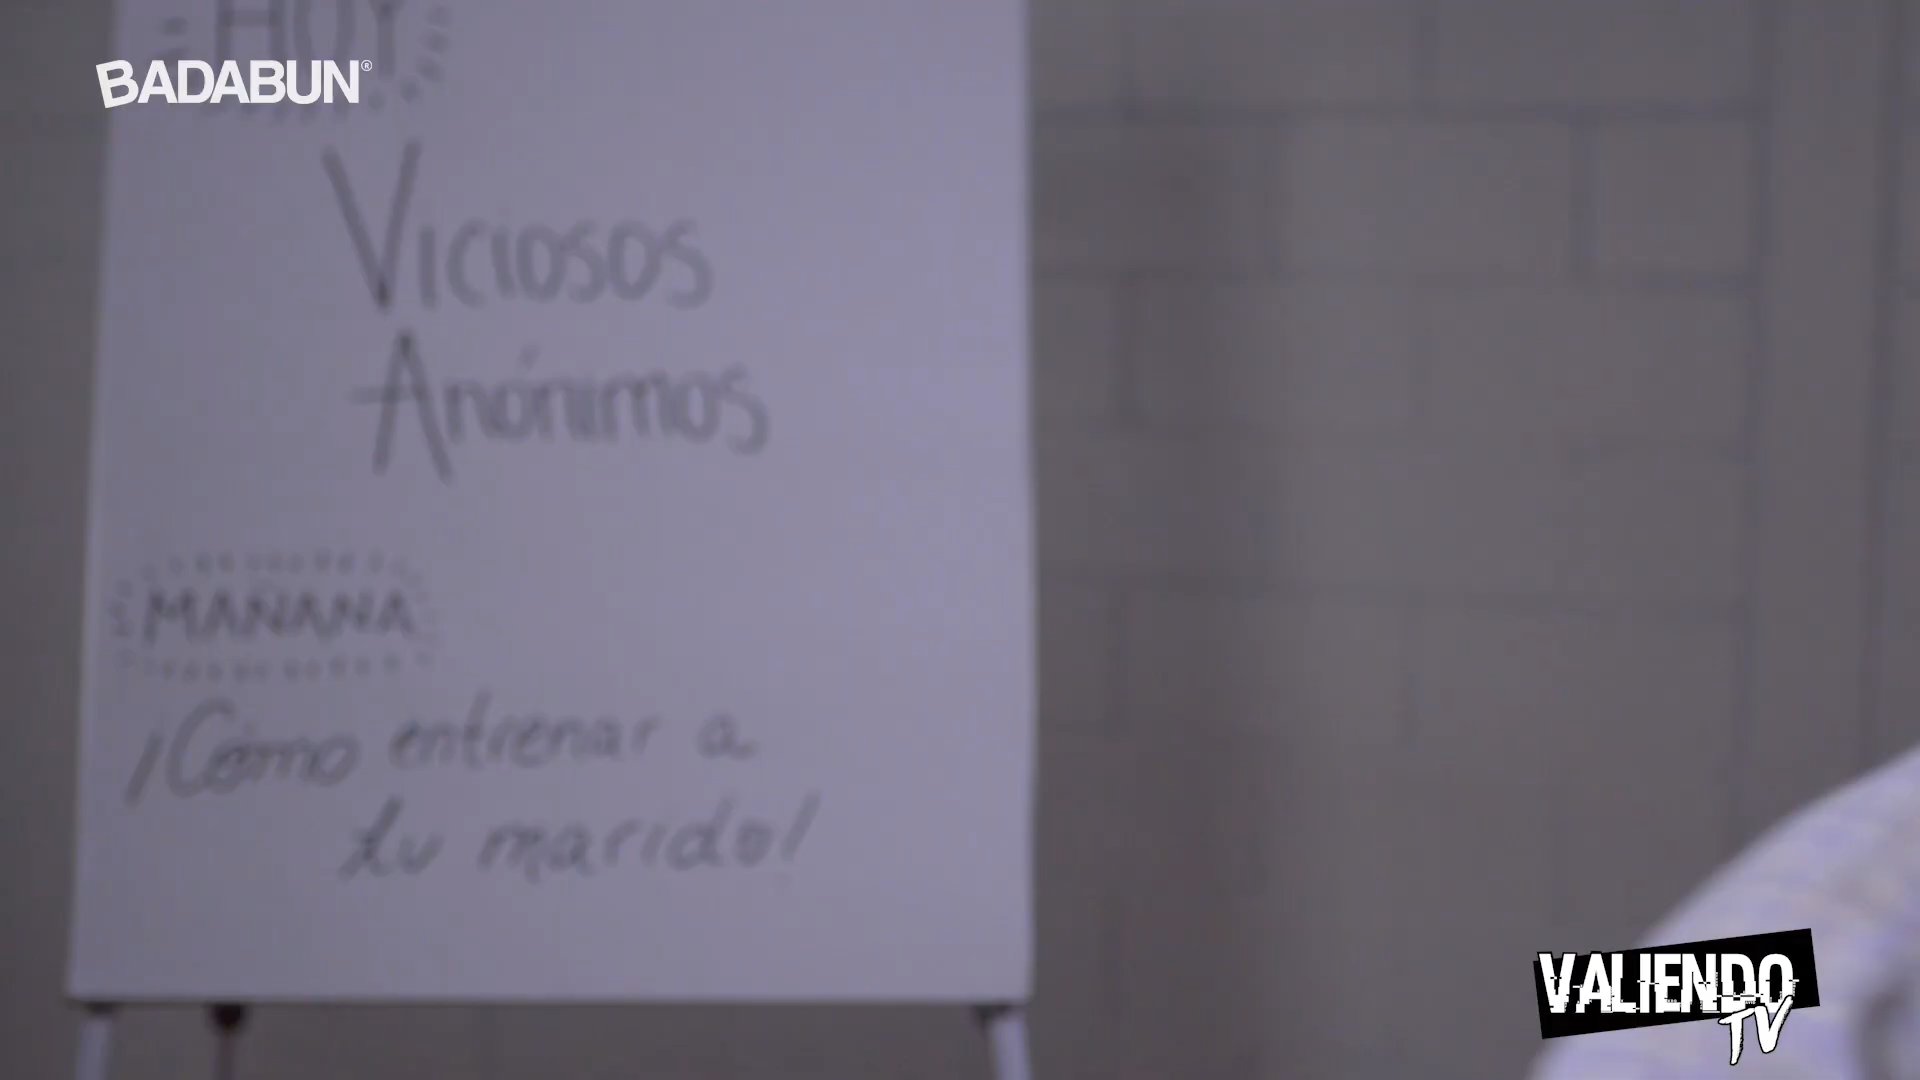 HOY
BADABUN®
Viciosos
Anónimos
MAÑANA
¡Cómo entrenar a
tu marido!
VALIENDO
TV